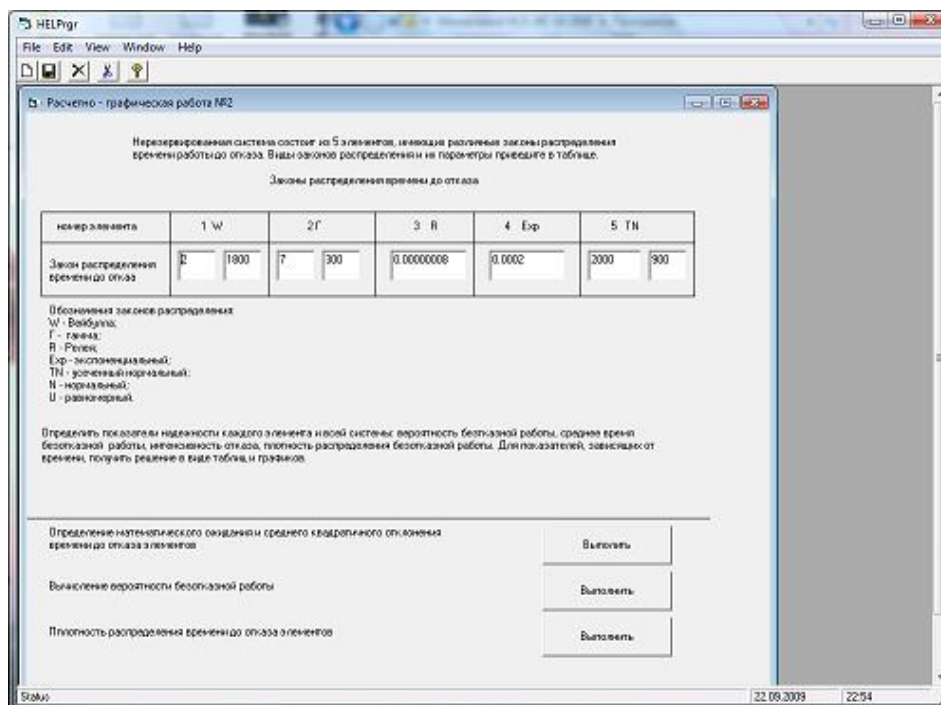 HELPrgr
File Edit View Window Help
Расчетно - графическая работа №2
Нерезервированная система состоит из 5 элементов, имеющих различные законы распределения
времени работы до отказа. Виды законов распределения и их параметры приведите в таблице.
Законы распределения времени до отказа
номер элемента 1 W 2 Г 3 R 4 Exp 5 TN
Закон распределения
времени до отказа 2 1800 7 300 0.00000008 0.0002 2000 900
Обозначения законов распределения
W - Вейбулла;
Г - гамма;
R - Релея;
Exp - экспоненциальный;
TN - усеченный нормальный;
N - нормальный;
U - равномерный.
Определить показатели надежности каждого элемента и всей системы: вероятность безотказной работы, среднее время
безотказной работы, интенсивность отказа, плотность распределения безотказной работы. Для показателей, зависящих от
времени, получить решение в виде таблиц и графиков.
Определение математического ожидания и среднего квадратичного отклонения
времени до отказа элементов
Выполить
Вычисление вероятности безотказной работы
Выполнить
Пплотность распределения времени до отказа элементов
Выполнить
Status 22.09.2009 22:54